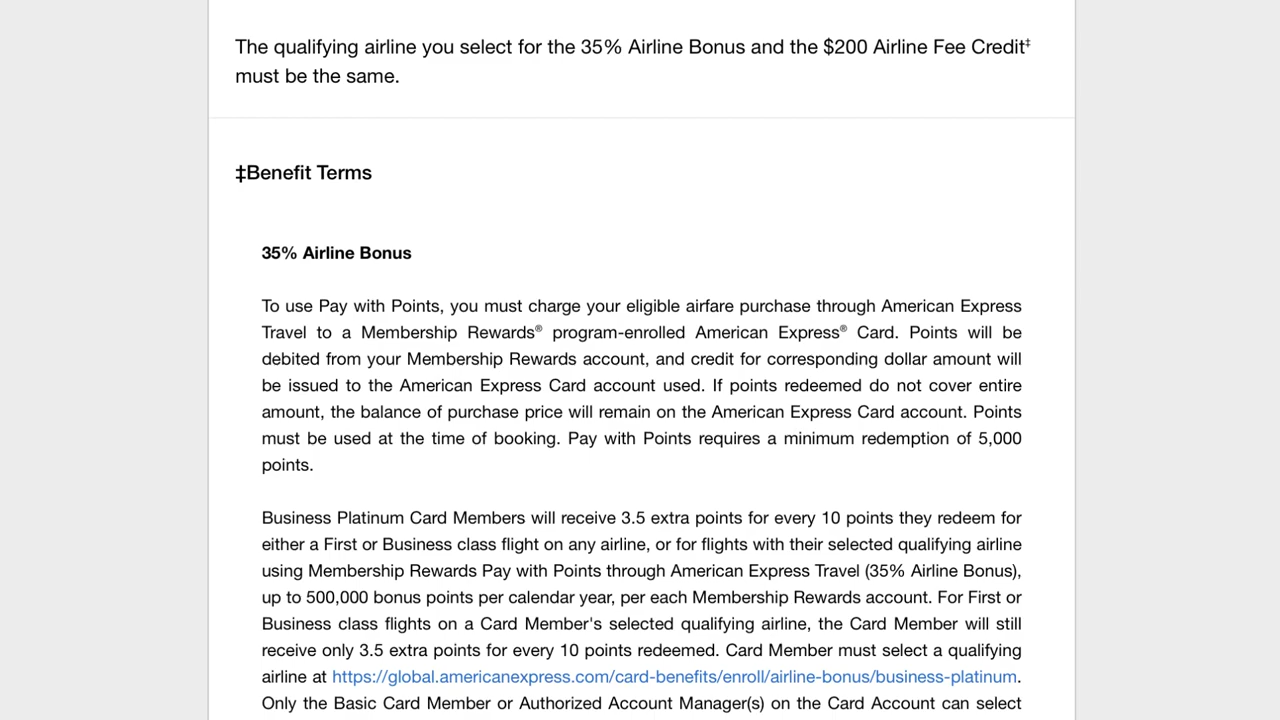 The qualifying airline you select for the 35% Airline Bonus and the $200 Airline Fee Credit‡
must be the same.
‡Benefit Terms
35% Airline Bonus
To use Pay with Points, you must charge your eligible airfare purchase through American Express
Travel to a Membership Rewards® program-enrolled American Express® Card. Points will be
debited from your Membership Rewards account, and credit for corresponding dollar amount will
be issued to the American Express Card account used. If points redeemed do not cover entire
amount, the balance of purchase price will remain on the American Express Card account. Points
must be used at the time of booking. Pay with Points requires a minimum redemption of 5,000
points.
Business Platinum Card Members will receive 3.5 extra points for every 10 points they redeem for
either a First or Business class flight on any airline, or for flights with their selected qualifying airline
using Membership Rewards Pay with Points through American Express Travel (35% Airline Bonus),
up to 500,000 bonus points per calendar year, per each Membership Rewards account. For First or
Business class flights on a Card Member's selected qualifying airline, the Card Member will still
receive only 3.5 extra points for every 10 points redeemed. Card Member must select a qualifying
airline at https://global.americanexpress.com/card-benefits/enroll/airline-bonus/business-platinum.
Only the Basic Card Member or Authorized Account Manager(s) on the Card Account can select